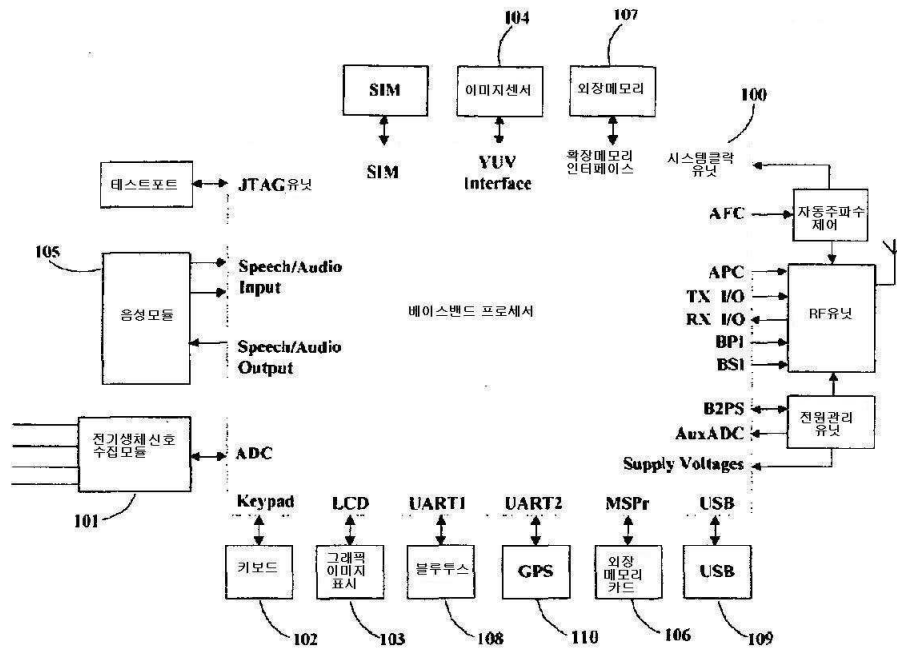 104
107
SIM
이미지센서
외장메모리
100
SIM
YUV
Interface
확장메모리
인터페이스
시스템클락
유닛
테스트포트
JTAG유닛
AFC
자동주파수
제어
105
음성모듈
Speech/Audio
Input
Speech/Audio
Output
베이스밴드 프로세서
APC
TX I/O
RX I/O
BPI
BSI
RF유닛
전기생체신호
수집모듈
101
ADC
B2PS
AuxADC
Supply Voltages
전원관리
유닛
Keypad
LCD
UART1
UART2
MSPr
USB
키보드
그래픽
이미지
표시
블루투스
GPS
외장
메모리
카드
USB
102
103
108
110
106
109